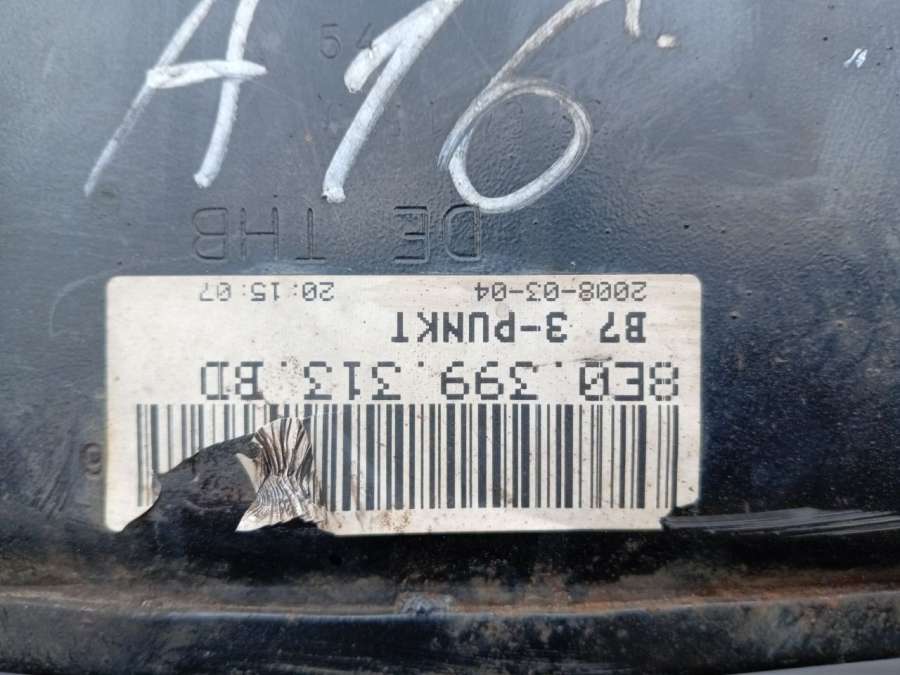 A16
DE THB
8E0.399.313.BD
B7 3-PUNKT
2008-03-04 20:15:07